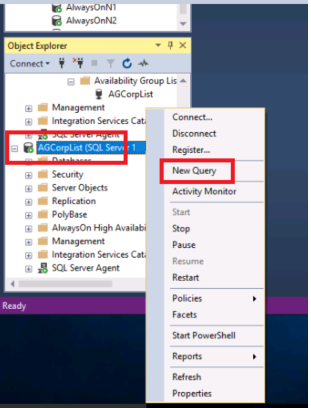 AlwaysOnN1
AlwaysOnN2
Object Explorer
Connect
Availability Group Lis
AGCorpList
Management
Integration Services Cata
SQL Server Agent
AGCorpList (SQL Server 1
Databases
Security
Server Objects
Replication
PolyBase
AlwaysOn High Availabi
Management
Integration Services Cata
SQL Server Agent
Ready
Connect...
Disconnect
Register...
New Query
Activity Monitor
Start
Stop
Pause
Resume
Restart
Policies
Facets
Start PowerShell
Reports
Refresh
Properties